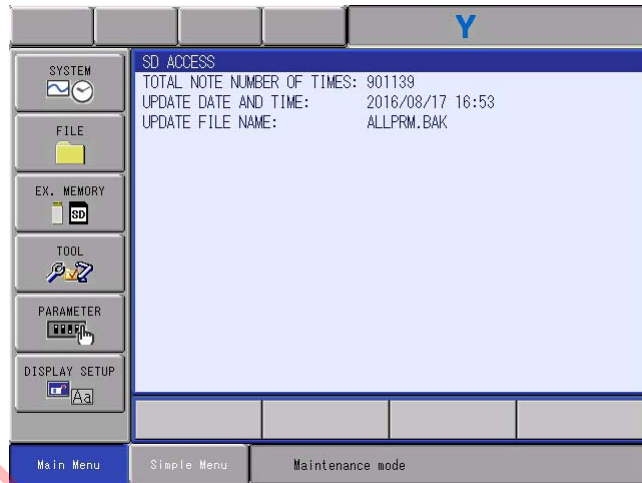 Y
SYSTEM
FILE
EX. MEMORY
SD
TOOL
PARAMETER
DISPLAY SETUP
Aa
SD ACCESS
TOTAL NOTE NUMBER OF TIMES: 901139
UPDATE DATE AND TIME: 2016/08/17 16:53
UPDATE FILE NAME: ALLPRM.BAK
Main Menu
Simple Menu
Maintenance mode